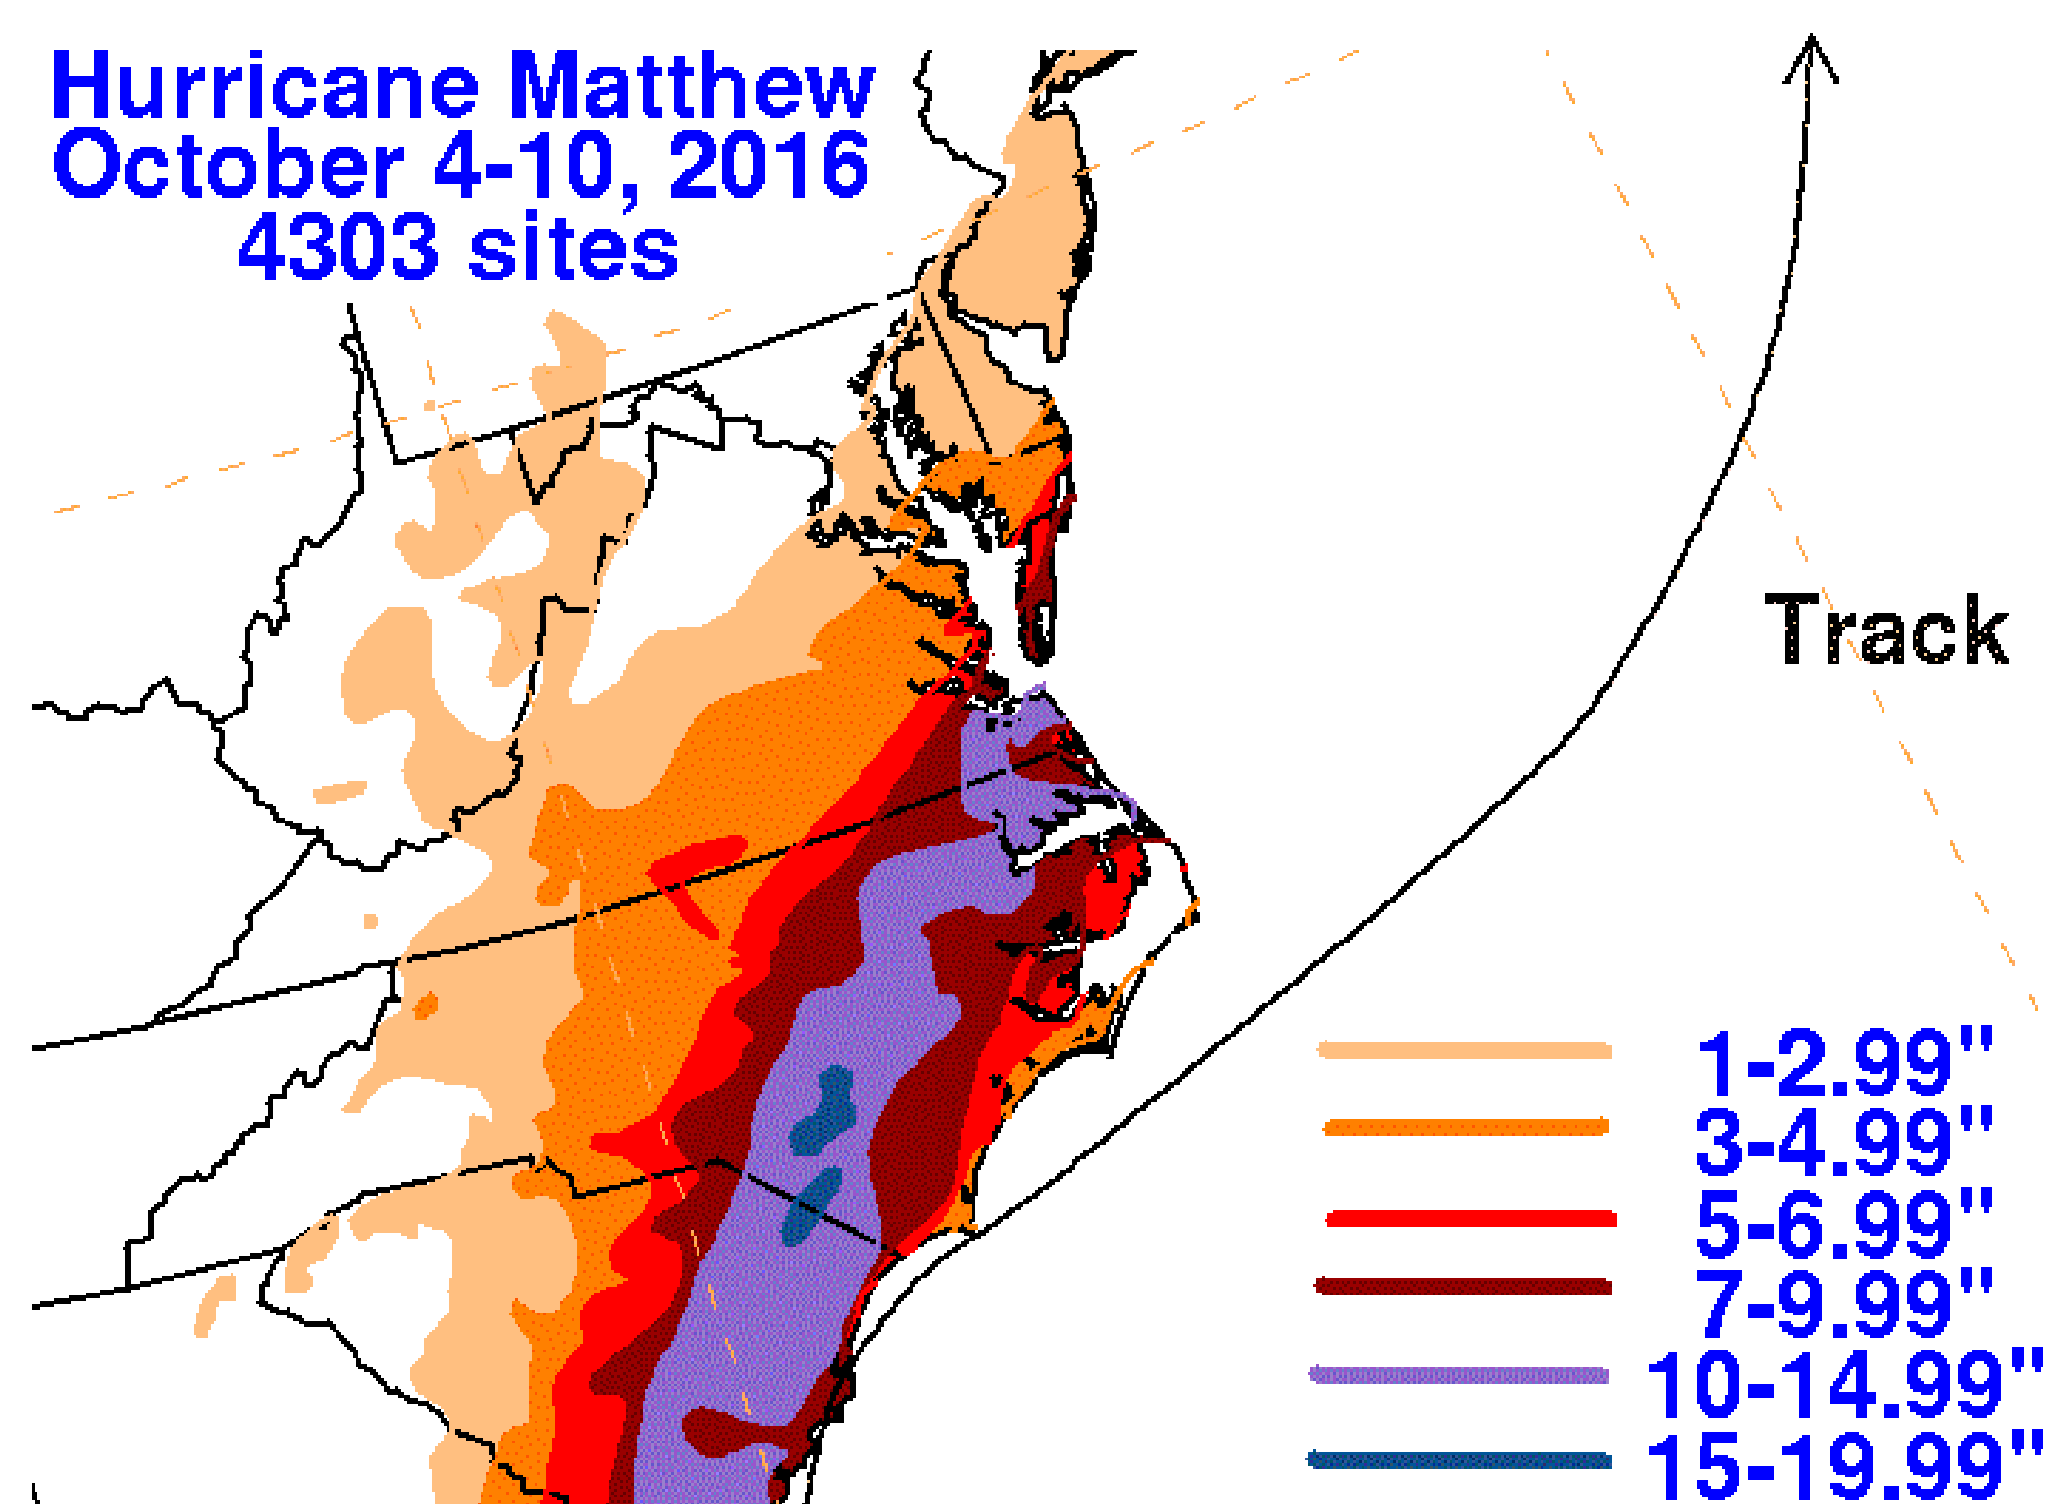 Hurricane Matthew
October 4-10, 2016
4303 sites
Track
1-2.99"
3-4.99"
5-6.99"
7-9.99"
10-14.99"
15-19.99"